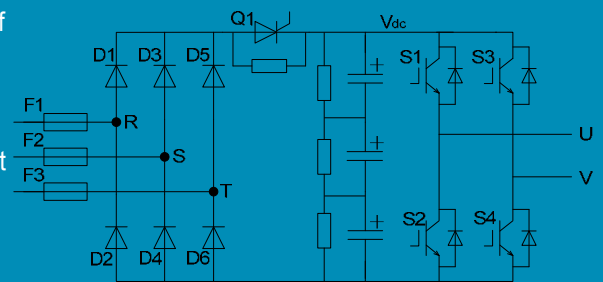 f
Q1
Vdc
D1 D3 D5
S1 S3
F1
R
F2
U
t
S
F3
V
T
S2 S4
D2 D4 D6
+
+
+